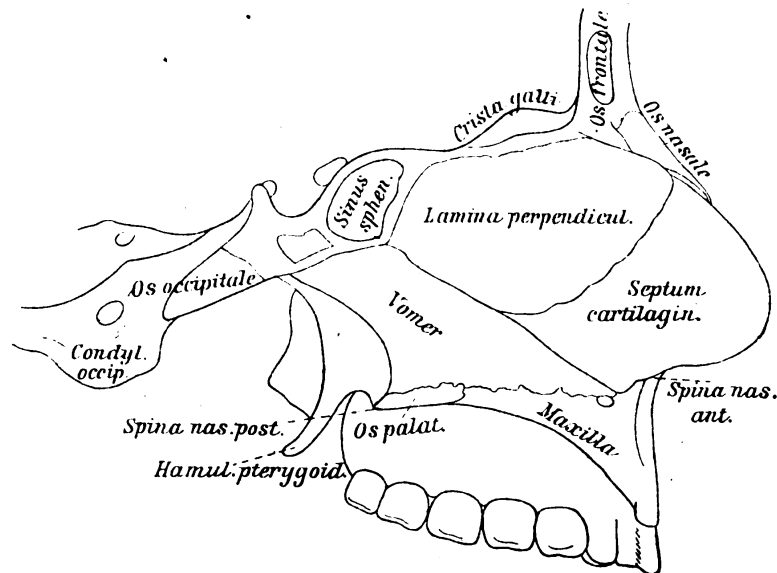 Os frontale
Crista galli
Os nasale
Sinus
sphen.
Lamina perpendicul.
Os occipitale
Septum
cartilagin.
Vomer
Condyl.
occip.
Spina nas.
ant.
Spina nas. post.
Os palat.
Maxilla
Hamul. pterygoid.